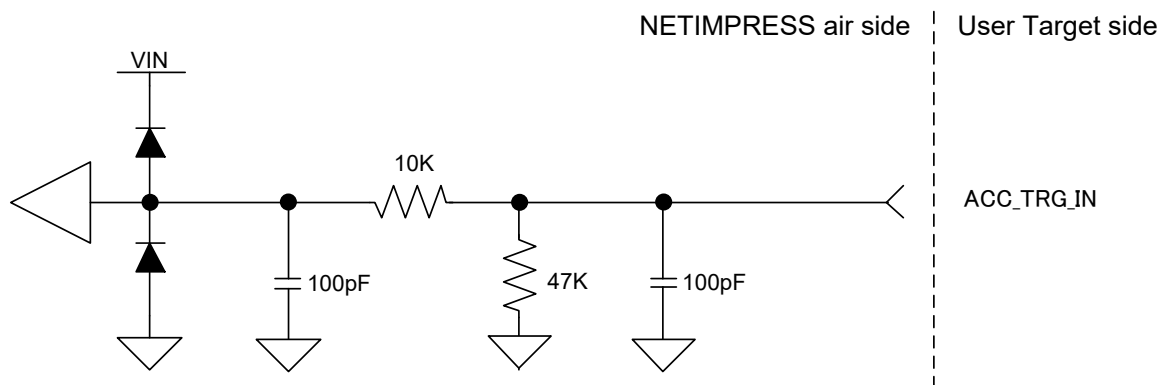 NETIMPRESS air side
User Target side
VIN
10K
ACC_TRG_IN
100pF
47K
100pF